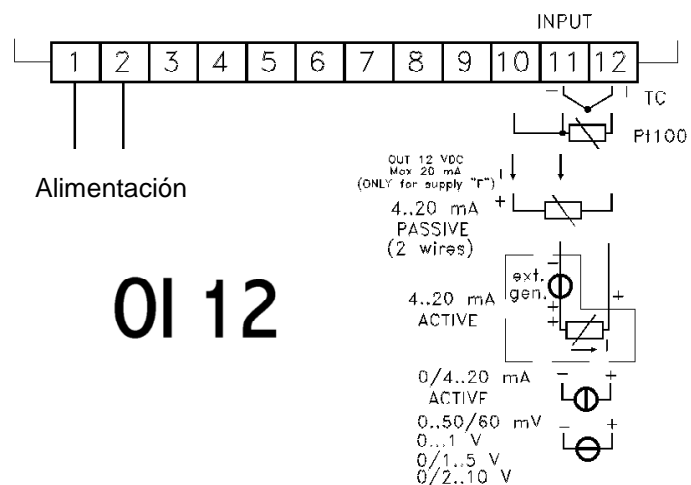 INPUT
1 2 3 4 5 6 7 8 9 10 11 12
− +
TC
Pt100
Alimentación
OUT 12 VDC
Max 20 mA
(ONLY for supply "F")
+
4..20 mA
PASSIVE
(2 wires)
OI 12
−
ext.
gen.
+
4..20 mA
ACTIVE
+
+
I
0/4..20 mA
ACTIVE
− +
0..50/60 mV
0...1 V
0/1..5 V
0/2..10 V
− +